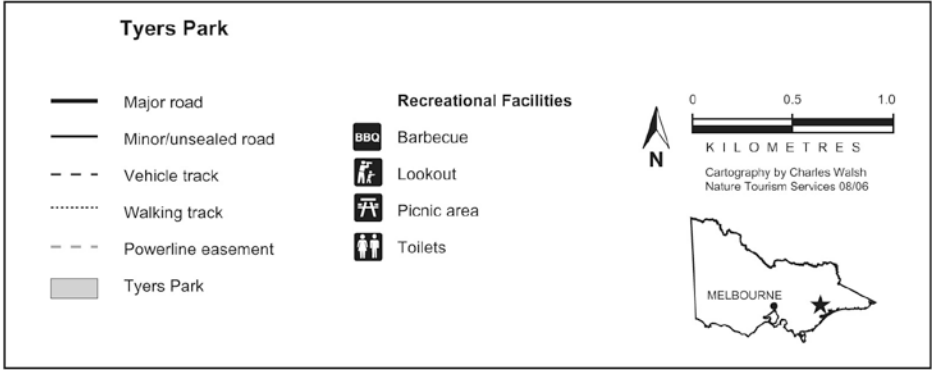 Tyers Park
Major road
Minor/unsealed road
Vehicle track
Walking track
Powerline easement
Tyers Park
Recreational Facilities
BBQ Barbecue
Lookout
Picnic area
Toilets
N
0 0.5 1.0
KILOMETRES
Cartography by Charles Walsh
Nature Tourism Services 08/06
MELBOURNE